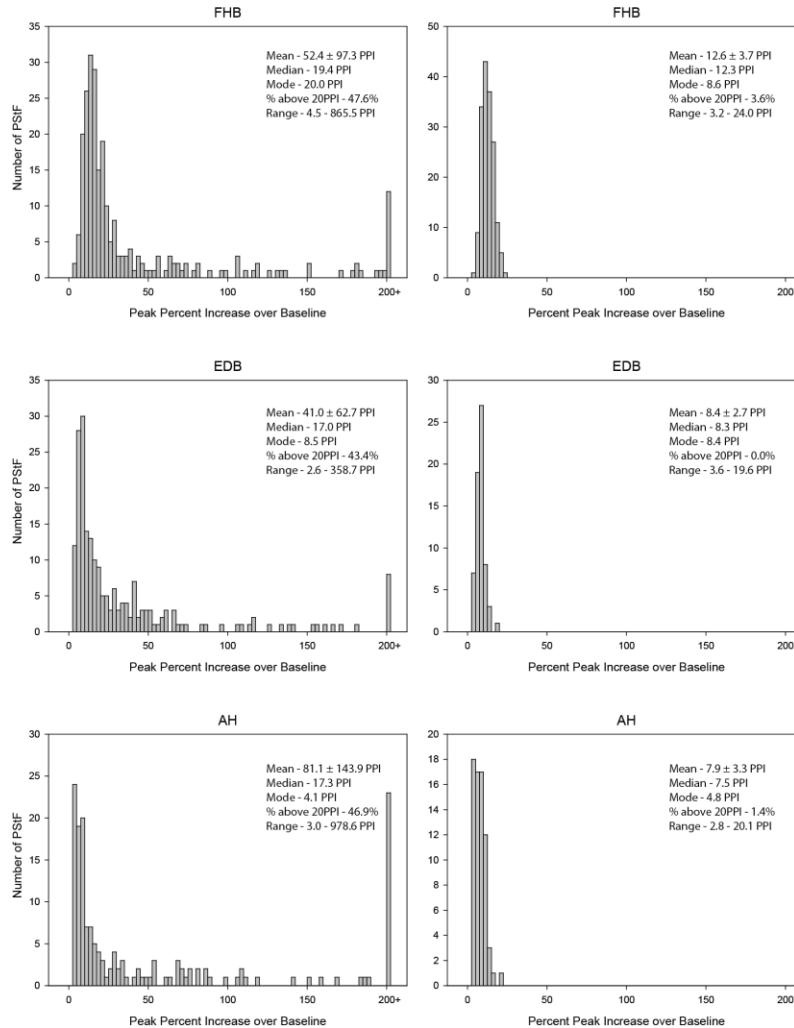 FHB
35
30
25
20
15
10
5
0
Number of PStF
Mean - 52.4 ± 97.3 PPI
Median - 19.4 PPI
Mode - 20.0 PPI
% above 20PPI - 47.6%
Range - 4.5 - 865.5 PPI
0 50 100 150 200+
Peak Percent Increase over Baseline
FHB
50
40
30
20
10
0
Mean - 12.6 ± 3.7 PPI
Median - 12.3 PPI
Mode - 8.6 PPI
% above 20PPI - 3.6%
Range - 3.2 - 24.0 PPI
0 50 100 150 200
Percent Peak Increase over Baseline
EDB
35
30
25
20
15
10
5
0
Number of PStF
Mean - 41.0 ± 62.7 PPI
Median - 17.0 PPI
Mode - 8.5 PPI
% above 20PPI - 43.4%
Range - 2.6 - 358.7 PPI
0 50 100 150 200+
Peak Percent Increase over Baseline
EDB
30
25
20
15
10
5
0
Mean - 8.4 ± 2.7 PPI
Median - 8.3 PPI
Mode - 8.4 PPI
% above 20PPI - 0.0%
Range - 3.6 - 19.6 PPI
0 50 100 150 200
Percent Peak Increase over Baseline
AH
30
25
20
15
10
5
0
Number of PStF
Mean - 81.1 ± 143.9 PPI
Median - 17.3 PPI
Mode - 4.1 PPI
% above 20PPI - 46.9%
Range - 3.0 - 978.6 PPI
0 50 100 150 200+
Peak Percent Increase over Baseline
AH
20
18
16
14
12
10
8
6
4
2
0
Mean - 7.9 ± 3.3 PPI
Median - 7.5 PPI
Mode - 4.8 PPI
% above 20PPI - 1.4%
Range - 2.8 - 20.1 PPI
0 50 100 150 200
Percent Peak Increase over Baseline